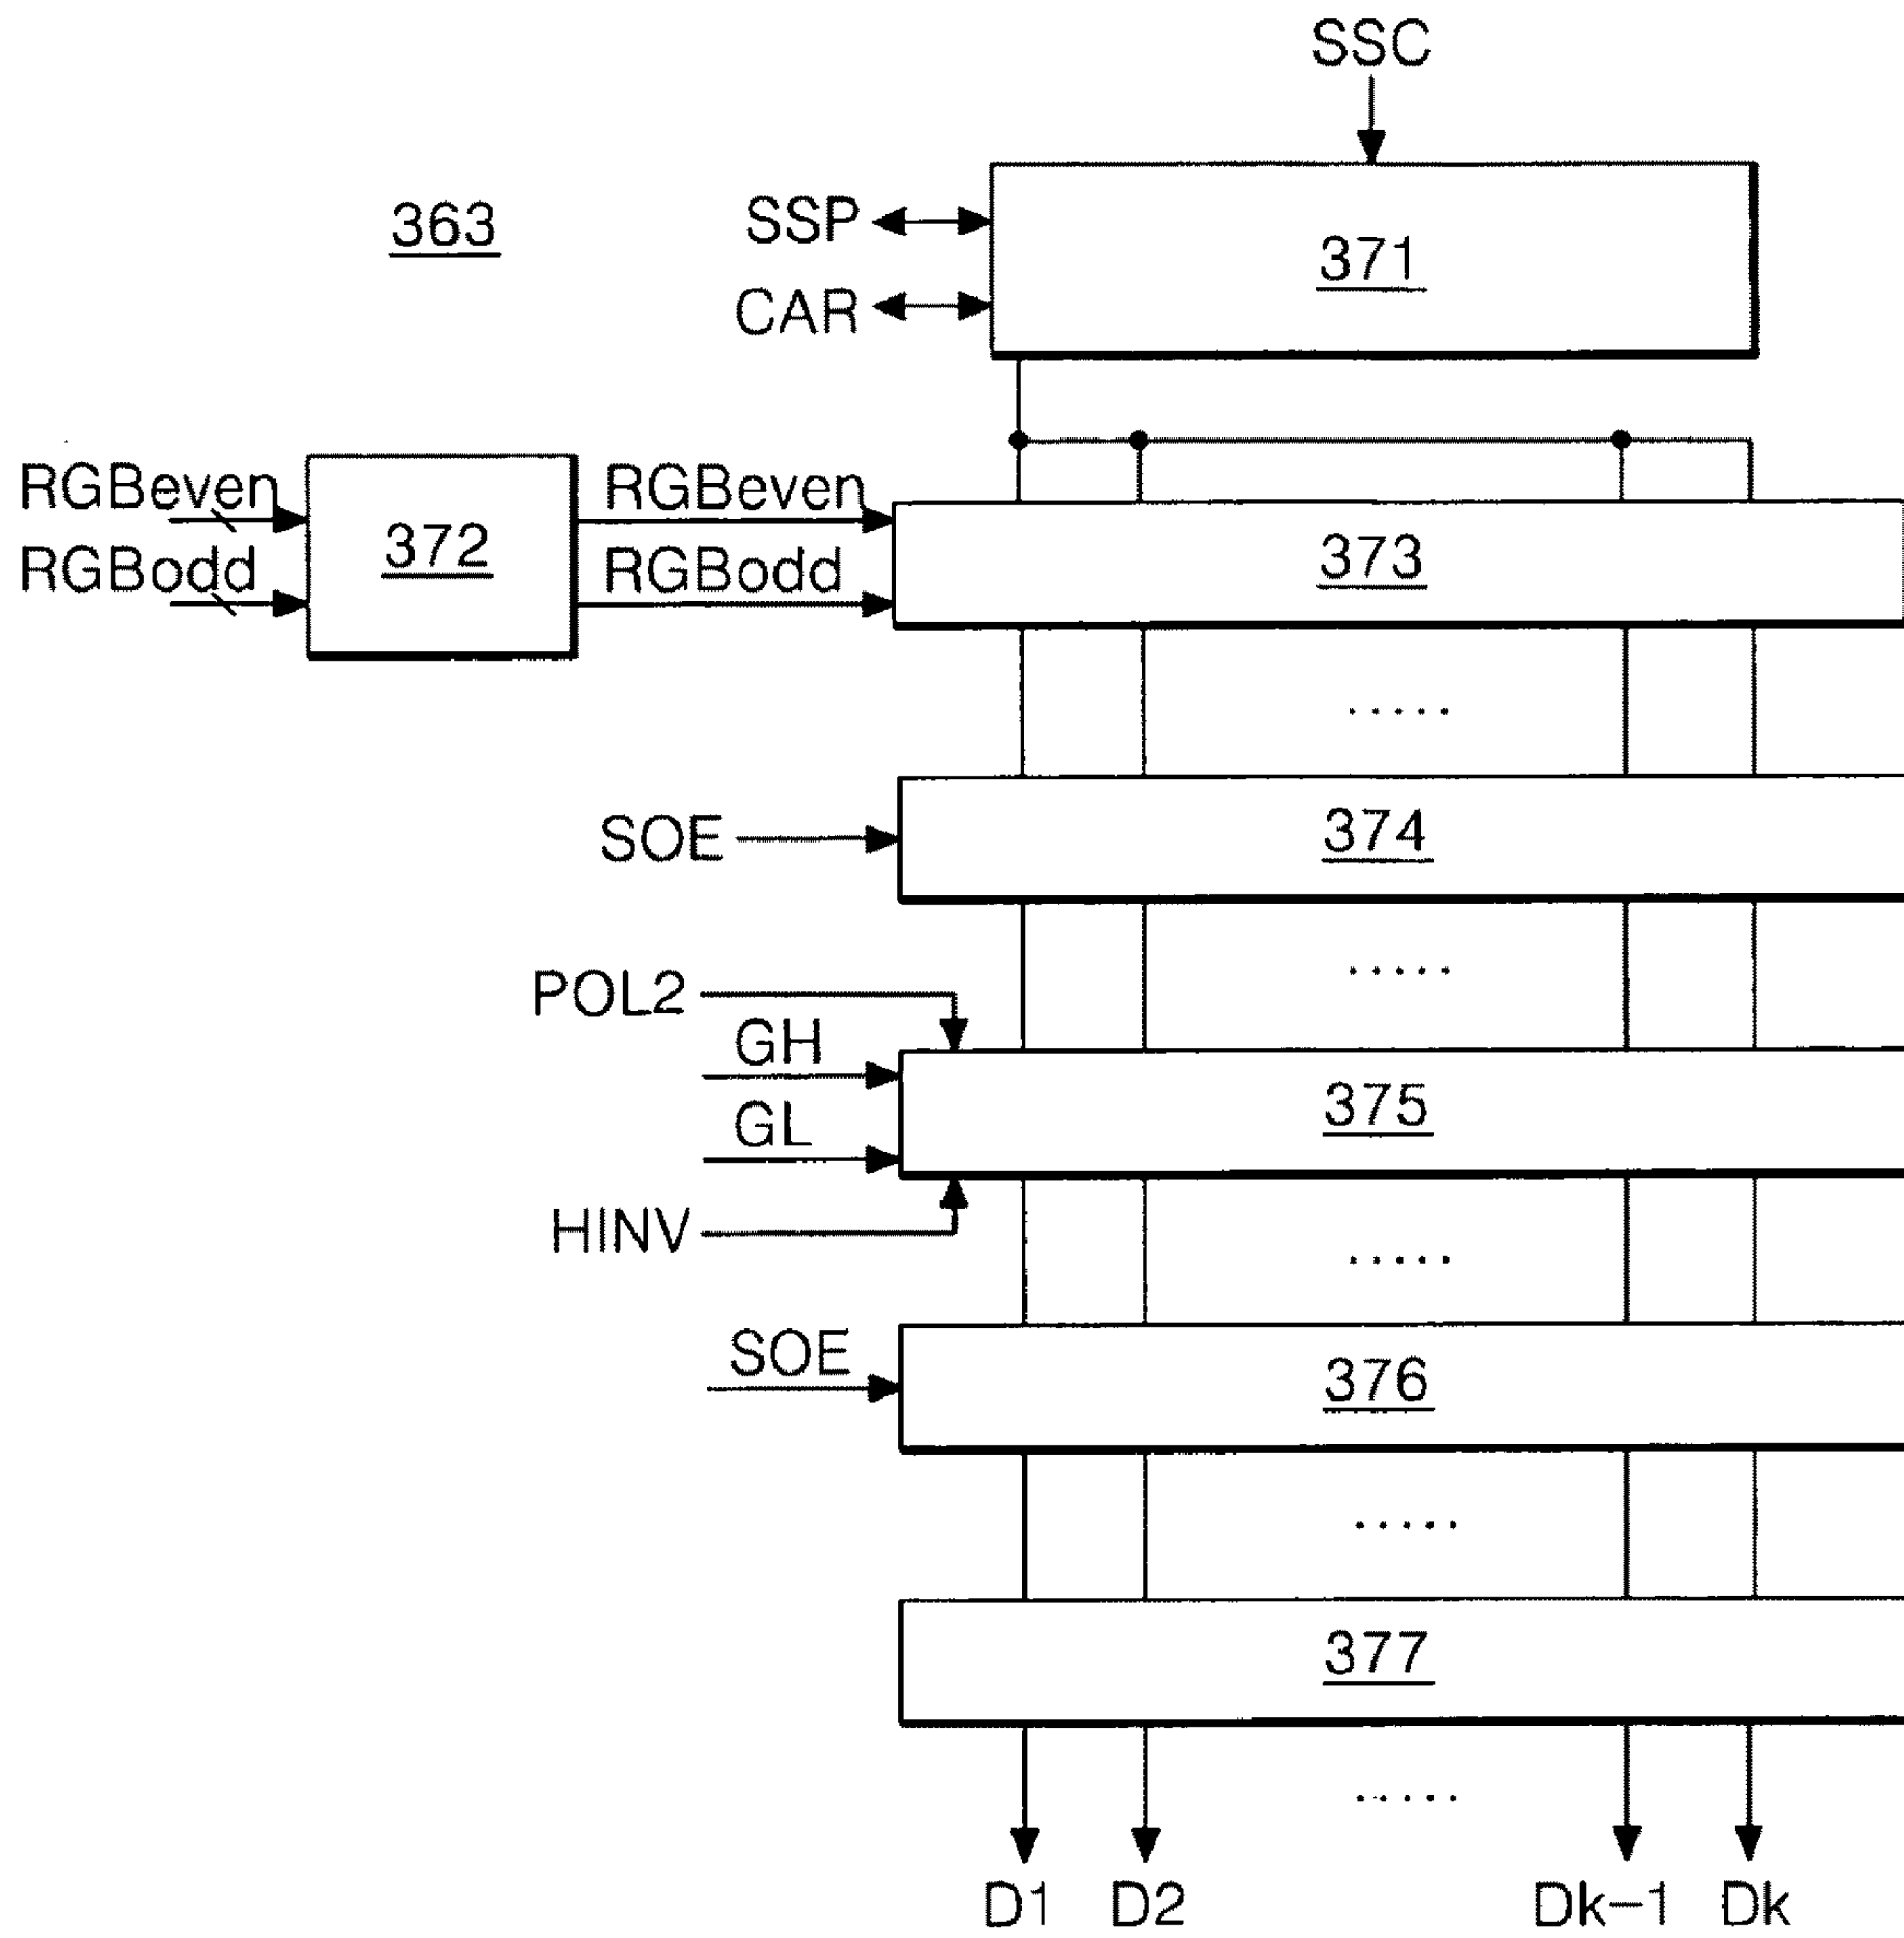 SSC
363
SSP
371
CAR
RGBeven
RGBeven
372
373
RGBodd
RGBodd
.....
SOE
374
POL2
.....
GH
375
GL
HINV
.....
SOE
376
.....
377
.....
D1 D2 Dk-1 Dk